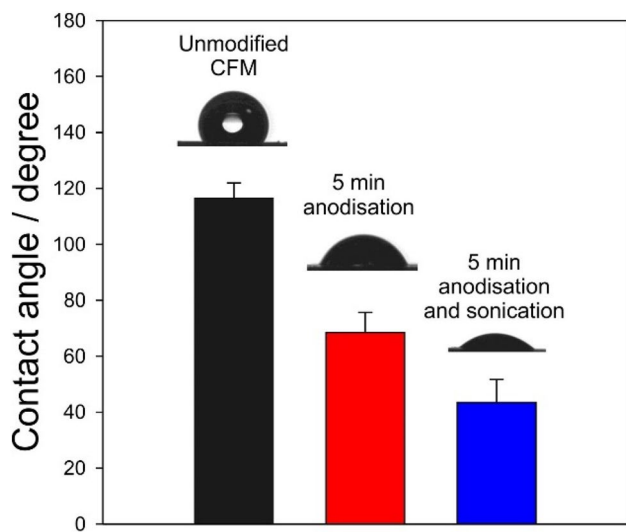 Contact angle / degree
180
160
140
120
100
80
60
40
20
0
Unmodified
CFM
5 min
anodisation
5 min
anodisation
and sonication